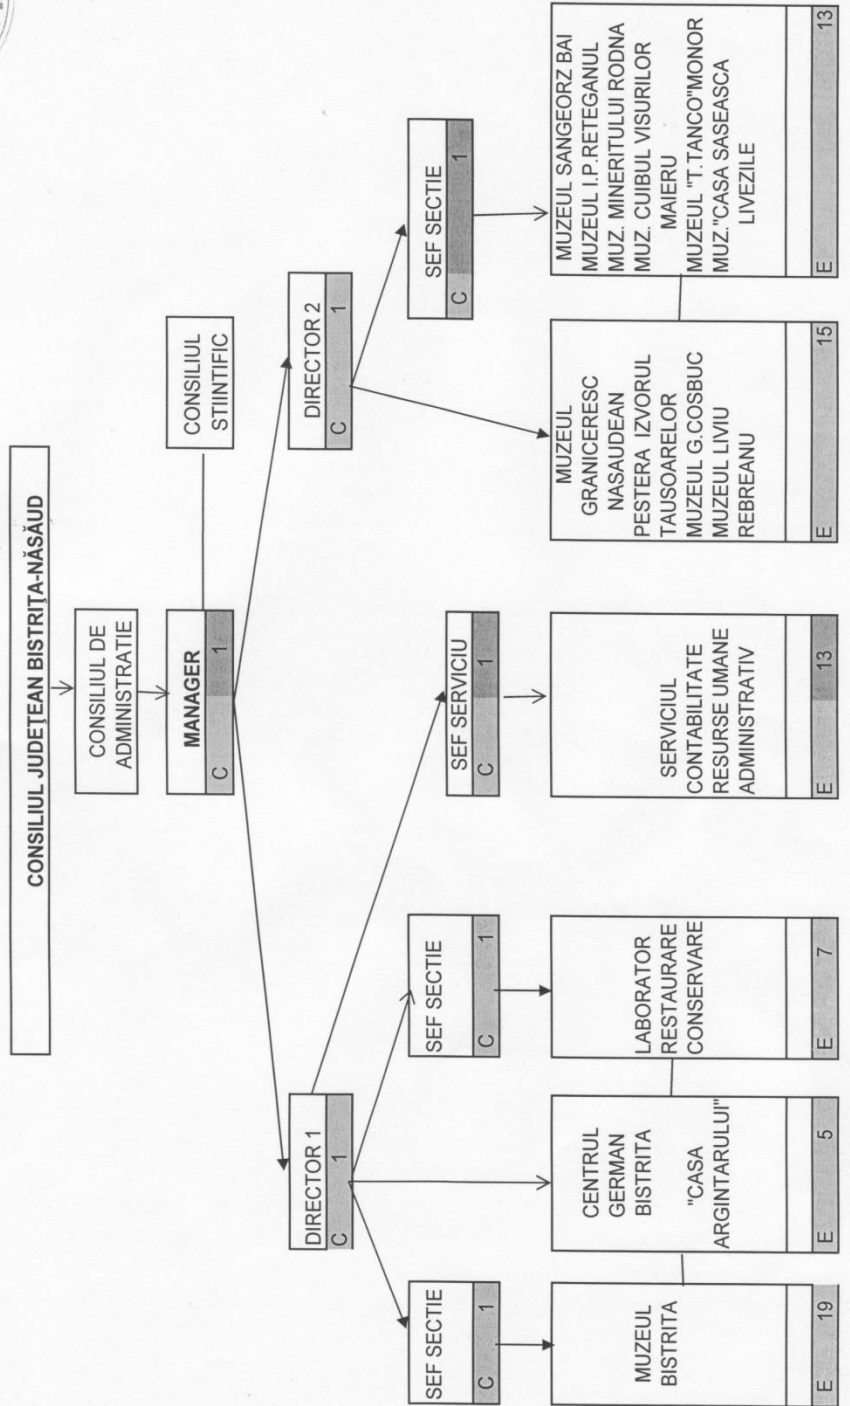 CONSILIUL JUDEŢEAN BISTRIŢA-NĂSĂUD
CONSILIUL DE
ADMINISTRATIE
MANAGER
C 1
CONSILIUL
STIINTIFIC
DIRECTOR 1
C 1
DIRECTOR 2
C 1
SEF SECTIE
C 1
SEF SECTIE
C 1
SEF SERVICIU
C 1
SEF SECTIE
C 1
MUZEUL
BISTRITA
E 19
CENTRUL
GERMAN
BISTRITA
"CASA
ARGINTARULUI"
E 5
LABORATOR
RESTAURARE
CONSERVARE
E 7
SERVICIUL
CONTABILITATE
RESURSE UMANE
ADMINISTRATIV
E 13
MUZEUL
GRANICERESC
NASAUDEAN
PESTERA IZVORUL
TAUSOARELOR
MUZEUL G.COSBUC
MUZEUL LIVIU
REBREANU
E 15
MUZEUL SANGEORZ BAI
MUZEUL I.P.RETEGANUL
MUZ. MINERITULUI RODNA
MUZ. CUIBUL VISURILOR
MAIERU
MUZEUL "T.TANCO"MONOR
MUZ."CASA SASEASCA
LIVEZILE
E 13